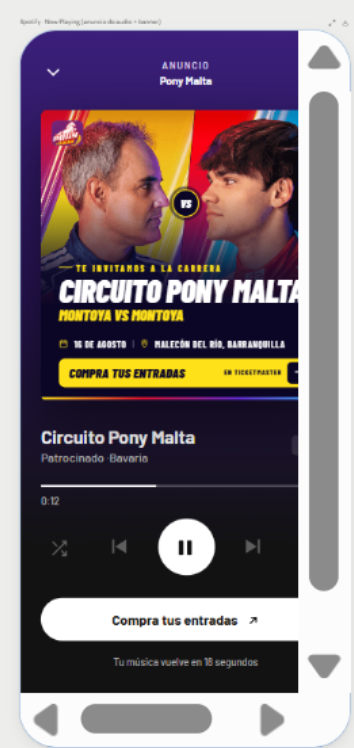 Spotify · Now Playing (anuncio de audio + banner)
ANUNCIO
Pony Malta
VS
TE INVITAMOS A LA CARRERA
CIRCUITO PONY MALTA
MONTOYA VS MONTOYA
16 DE AGOSTO | MALECÓN DEL RÍO, BARRANQUILLA
COMPRA TUS ENTRADAS EN TICKETMASTER
Circuito Pony Malta
Patrocinado · Bavaria
0:12
Compra tus entradas ↗
Tu música vuelve en 18 segundos